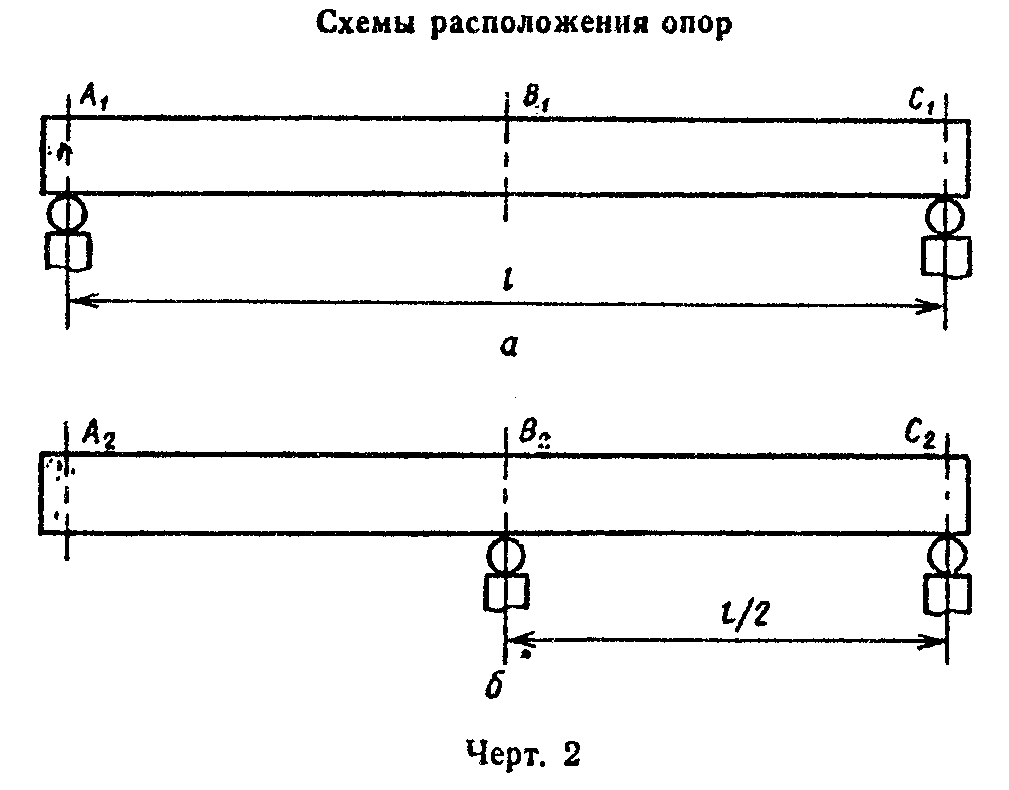 Схемы расположения опор
A₁ B₁ C₁
l
а
A₂ B₂ C₂
l/2
б
Черт. 2